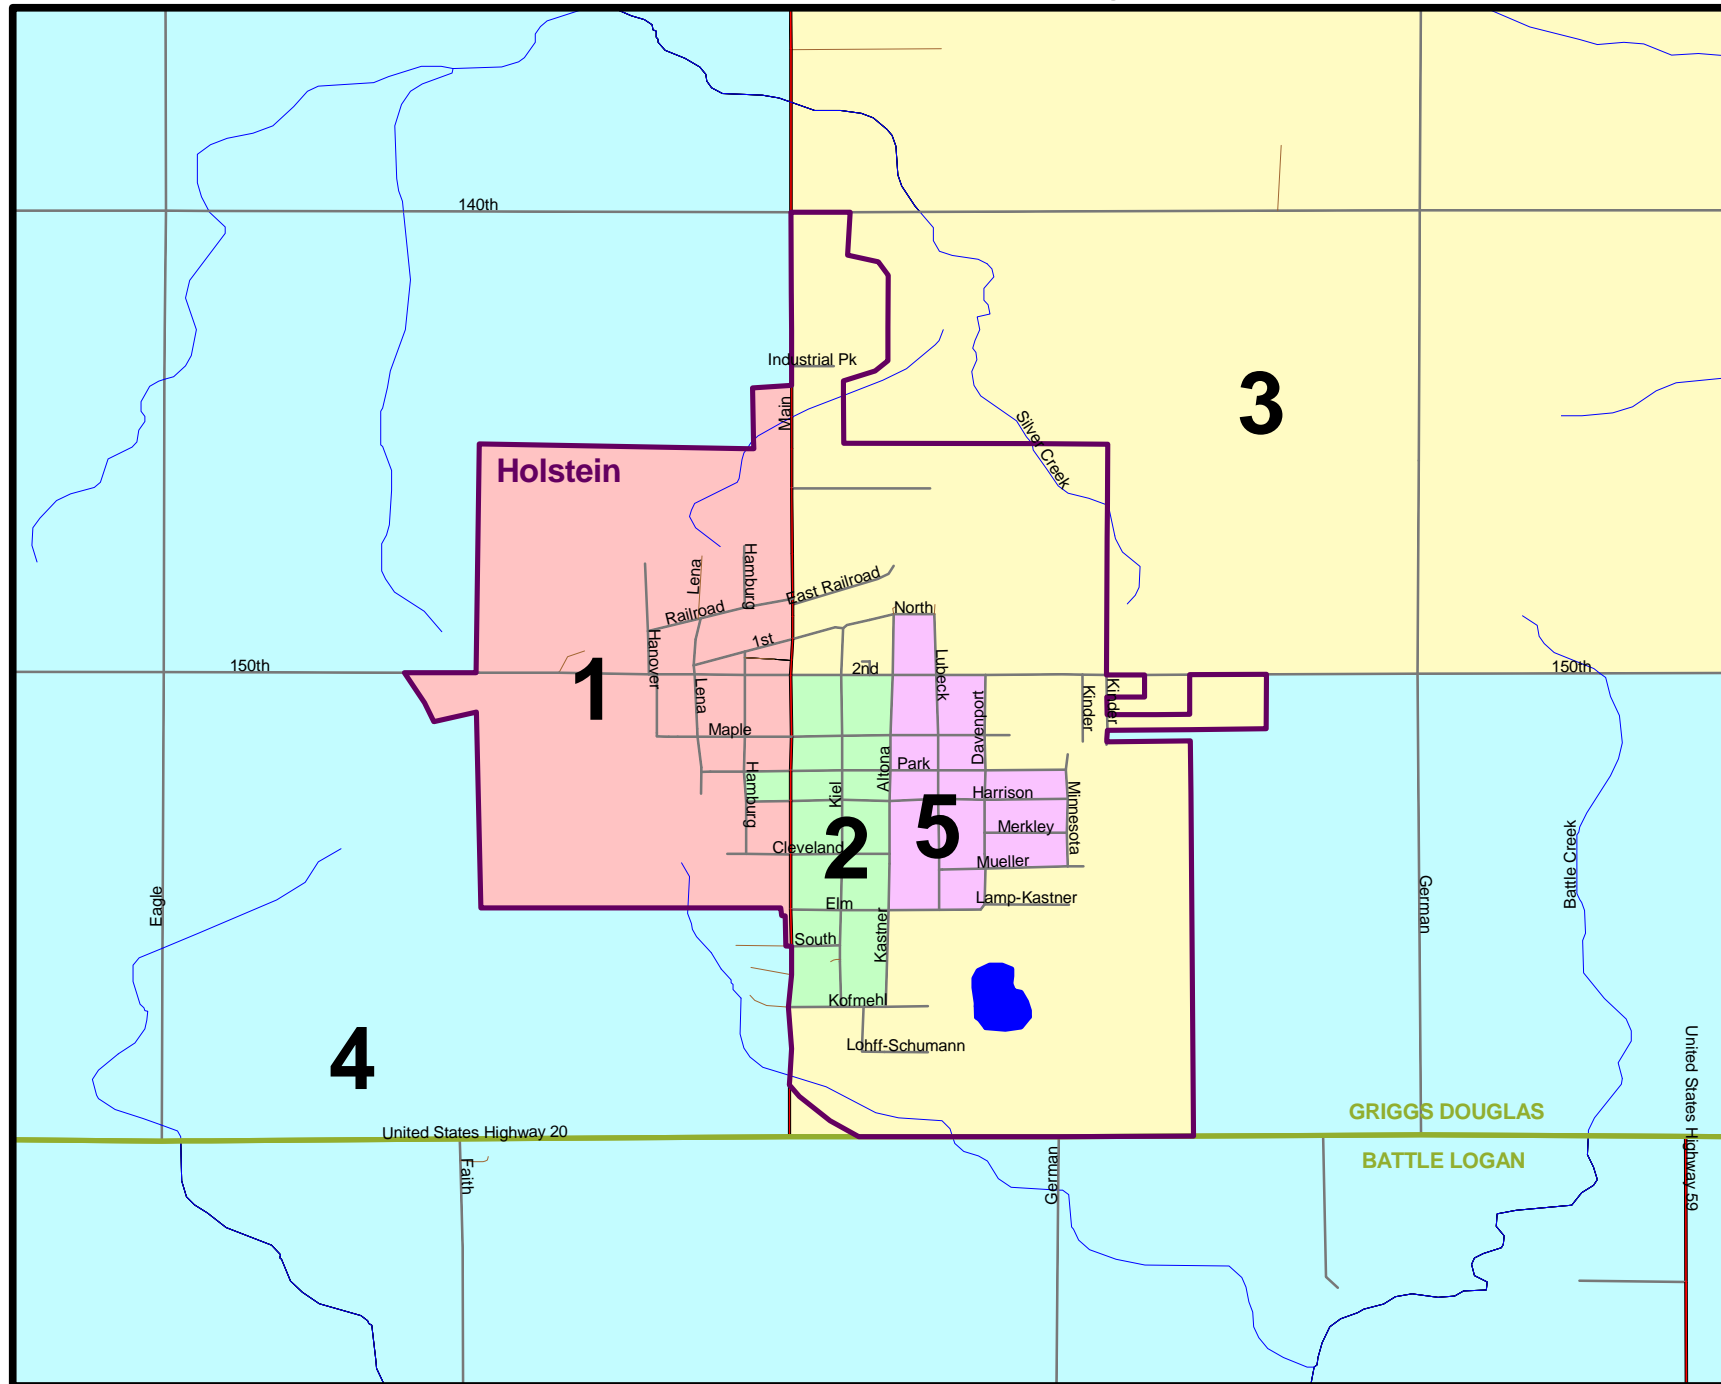 140th
Industrial Pk
3
Main
Silver Creek
Holstein
Lena
Hamburg
East Railroad
Railroad
North
1st
Hanover
150th
2nd
Lubeck
150th
1
Lena
Davenport
Kinder
Kinder
Maple
Altona
Park
Hamburg
Kiel
Harrison
Minnesota
2
5
Merkley
Cleveland
Mueller
Battle Creek
Eagle
Elm
Lamp-Kastner
German
South
Kastner
Kofmehl
4
Lohff-Schumann
United States Highway 59
GRIGGS DOUGLAS
United States Highway 20
BATTLE LOGAN
Faith
German